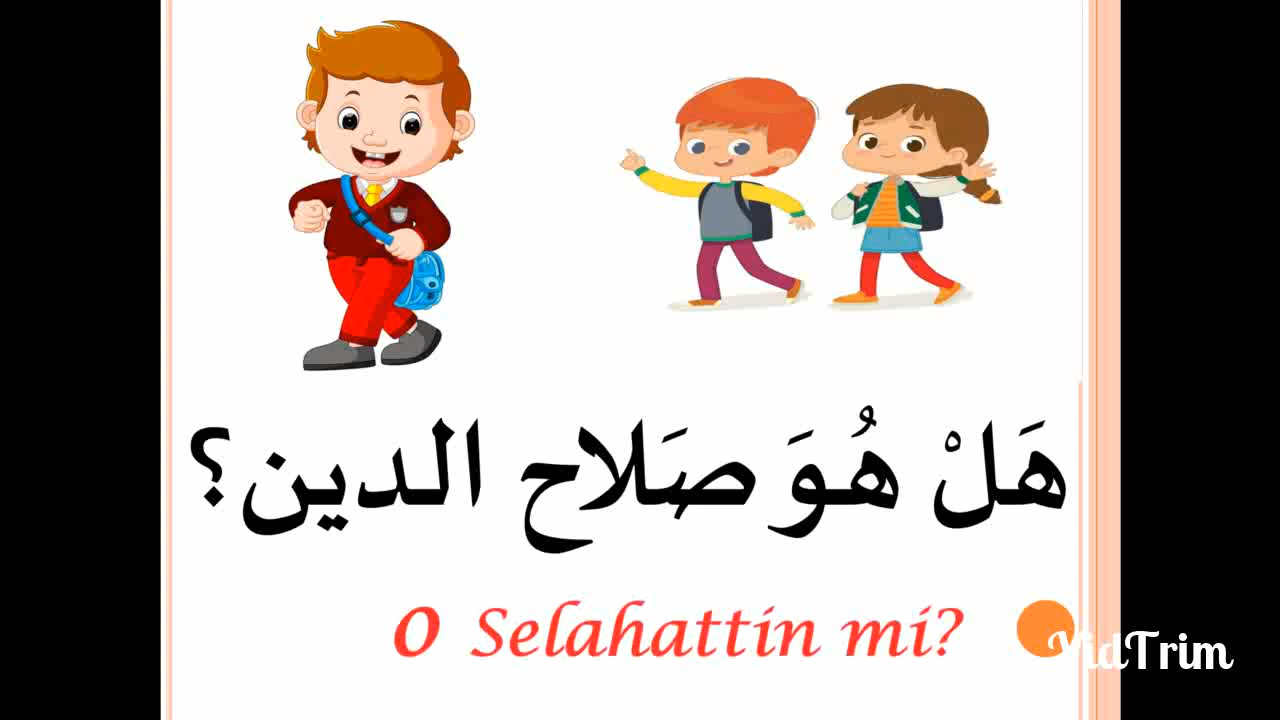 هَلْ هُوَ صَلاح الدين؟
O Selahattin mi?
VidTrim